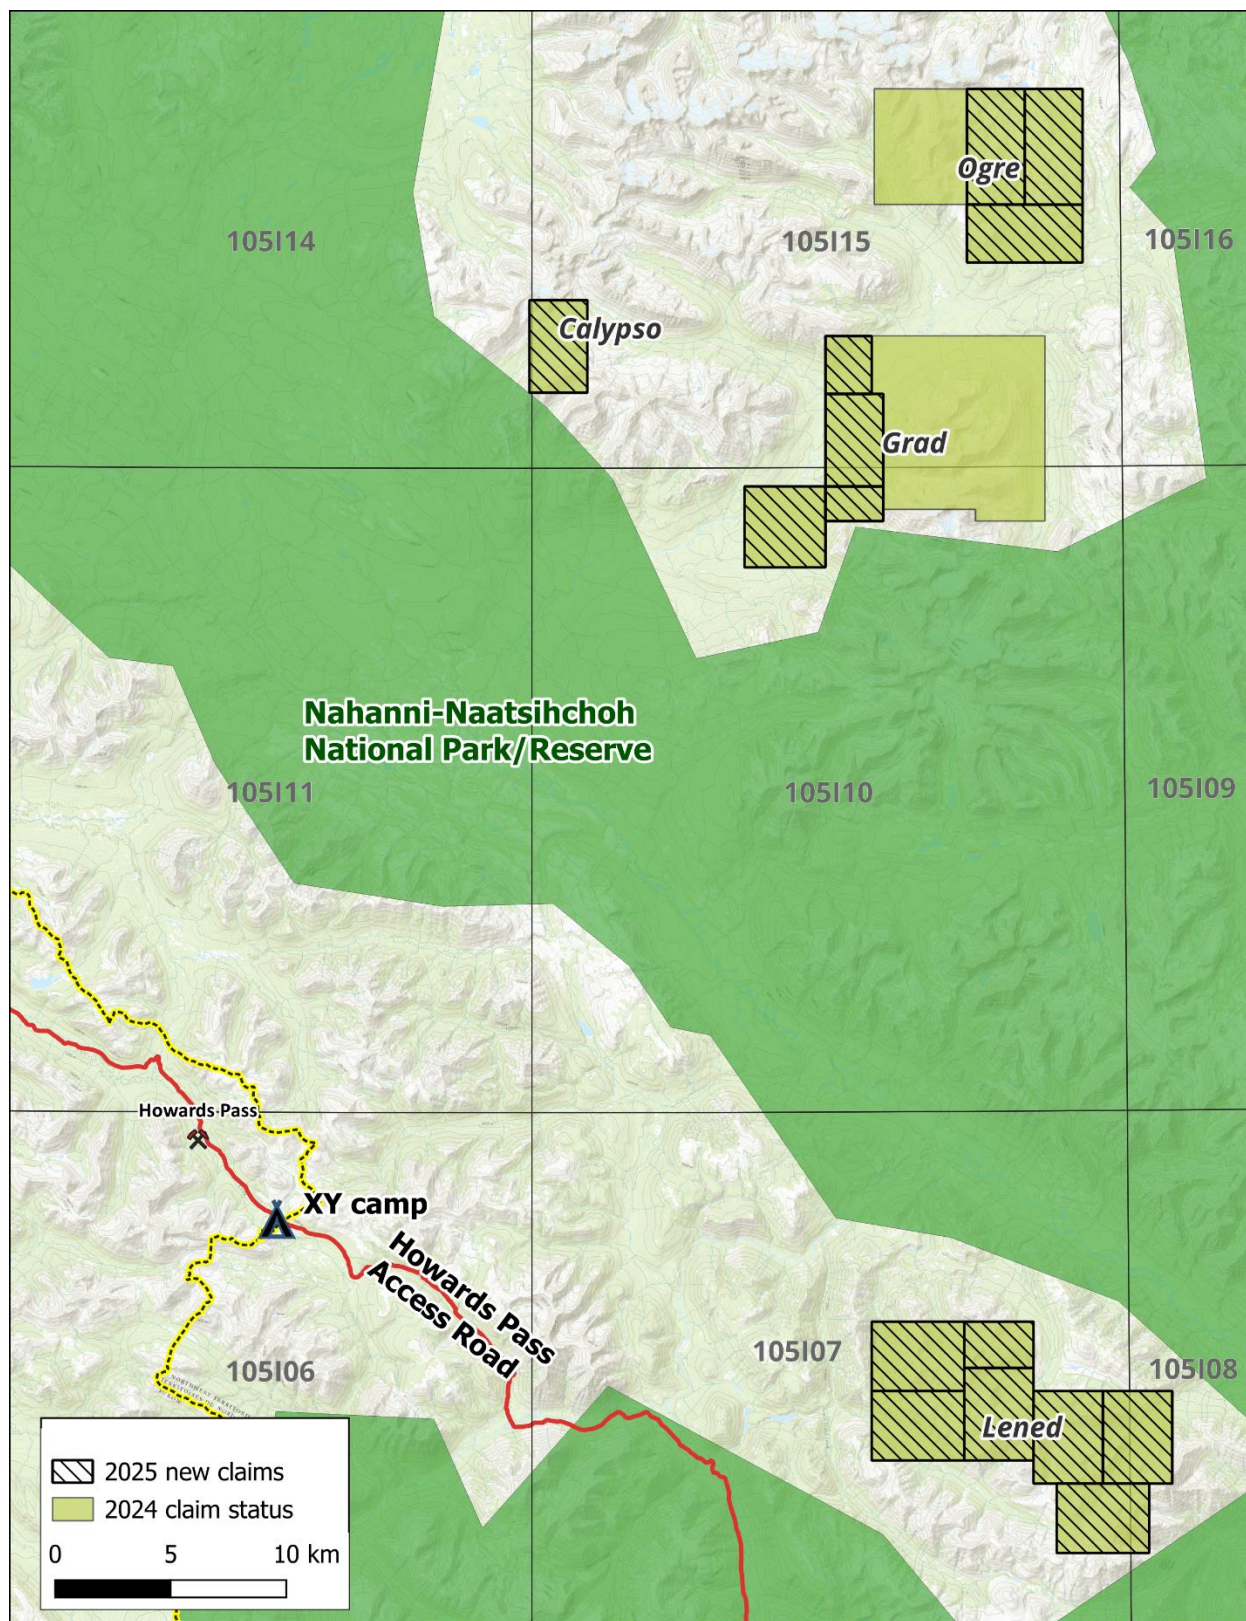 Ogre
105I14
105I15
105I16
Calypso
Grad
Nahanni-Naatsihchoh
National Park/Reserve
105I11
105I10
105I09
Howards Pass
XY camp
Howards Pass
Access Road
105I06
105I07
105I08
Lened
2025 new claims
2024 claim status
0 5 10 km